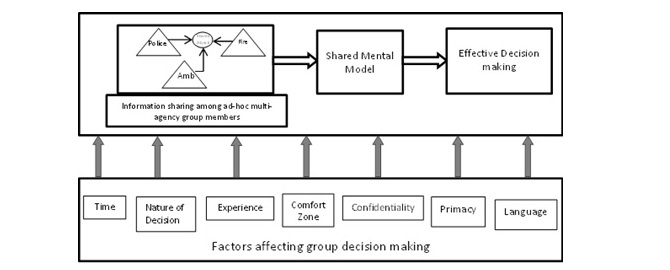 Police
Fire
Amb
Information sharing among ad-hoc multi-
agency group members
Shared Mental
Model
Effective Decision
making
Time
Nature of
Decision
Experience
Comfort
Zone
Confidentiality
Primacy
Language
Factors affecting group decision making